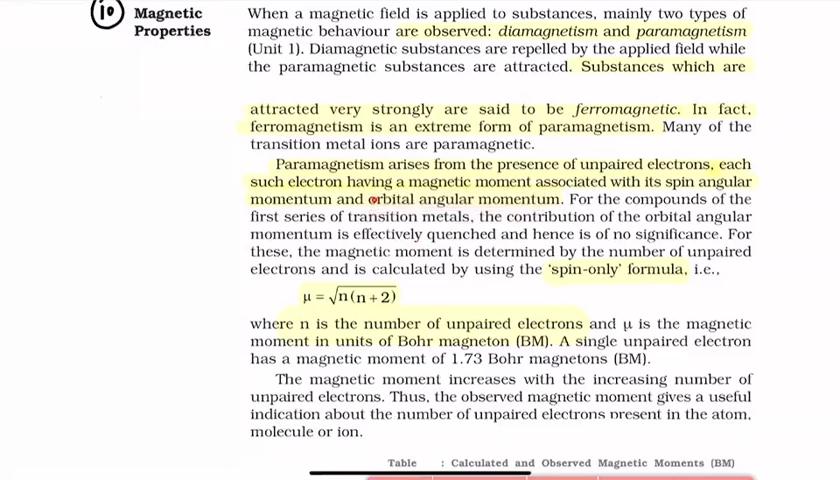 10
Magnetic
Properties
When a magnetic field is applied to substances, mainly two types of
magnetic behaviour are observed: diamagnetism and paramagnetism
(Unit 1). Diamagnetic substances are repelled by the applied field while
the paramagnetic substances are attracted. Substances which are
attracted very strongly are said to be ferromagnetic. In fact,
ferromagnetism is an extreme form of paramagnetism. Many of the
transition metal ions are paramagnetic.
Paramagnetism arises from the presence of unpaired electrons, each
such electron having a magnetic moment associated with its spin angular
momentum and orbital angular momentum. For the compounds of the
first series of transition metals, the contribution of the orbital angular
momentum is effectively quenched and hence is of no significance. For
these, the magnetic moment is determined by the number of unpaired
electrons and is calculated by using the ‘spin-only’ formula, i.e.,
μ = √n(n + 2)
where n is the number of unpaired electrons and μ is the magnetic
moment in units of Bohr magneton (BM). A single unpaired electron
has a magnetic moment of 1.73 Bohr magnetons (BM).
The magnetic moment increases with the increasing number of
unpaired electrons. Thus, the observed magnetic moment gives a useful
indication about the number of unpaired electrons present in the atom,
molecule or ion.
Table : Calculated and Observed Magnetic Moments (BM)